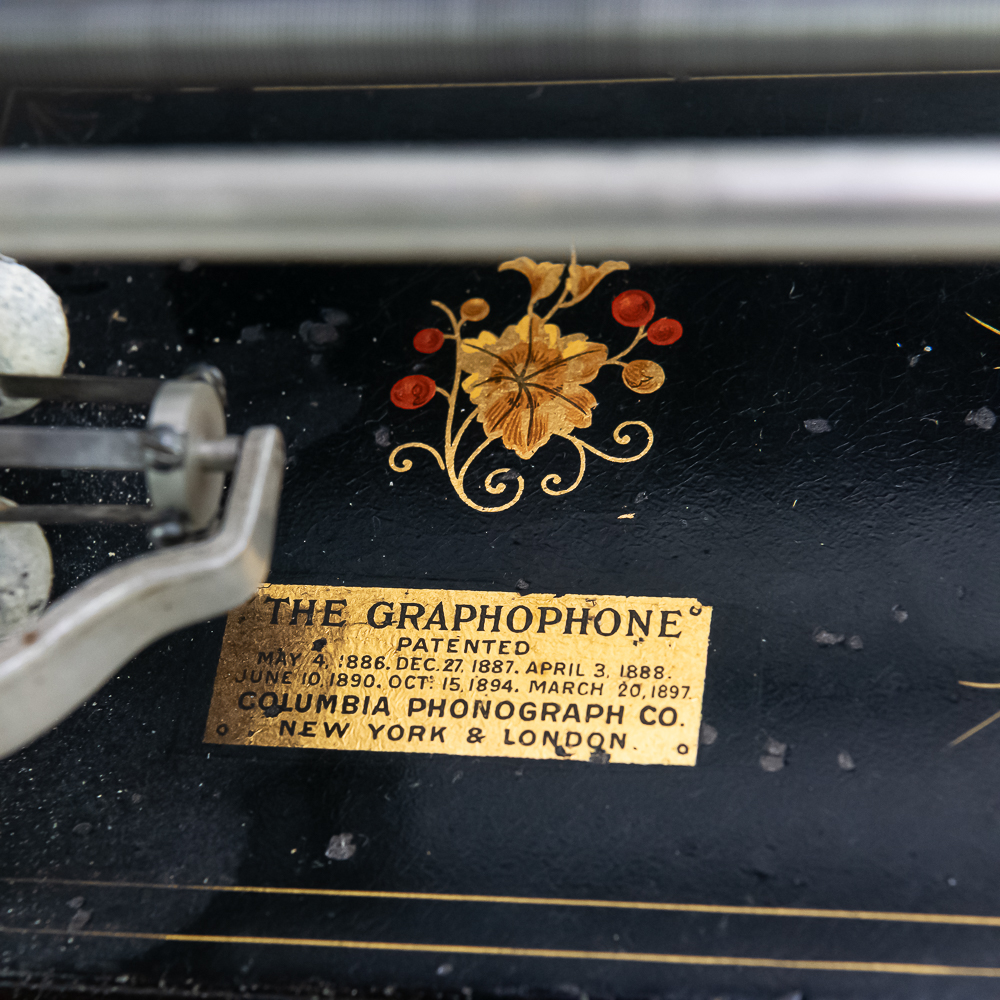 THE GRAPHOPHONE
PATENTED
MAY 4, 1886. DEC. 27, 1887. APRIL 3, 1888.
JUNE 10, 1890. OCT: 15, 1894. MARCH 20, 1897.
COLUMBIA PHONOGRAPH CO.
NEW YORK & LONDON.